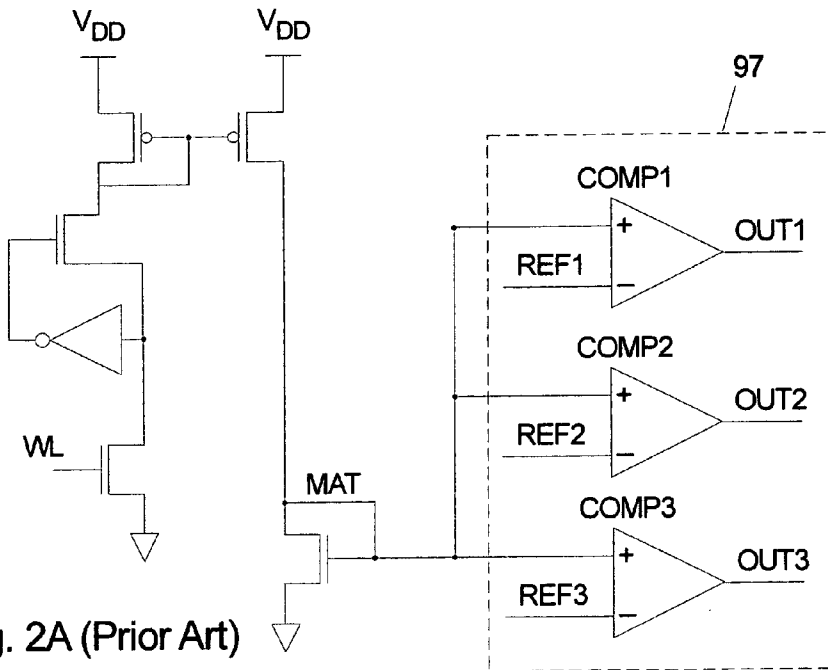 VDD
VDD
97
COMP1
+
OUT1
REF1
−
COMP2
+
OUT2
REF2
−
WL
MAT
COMP3
+
OUT3
REF3
−
g. 2A (Prior Art)